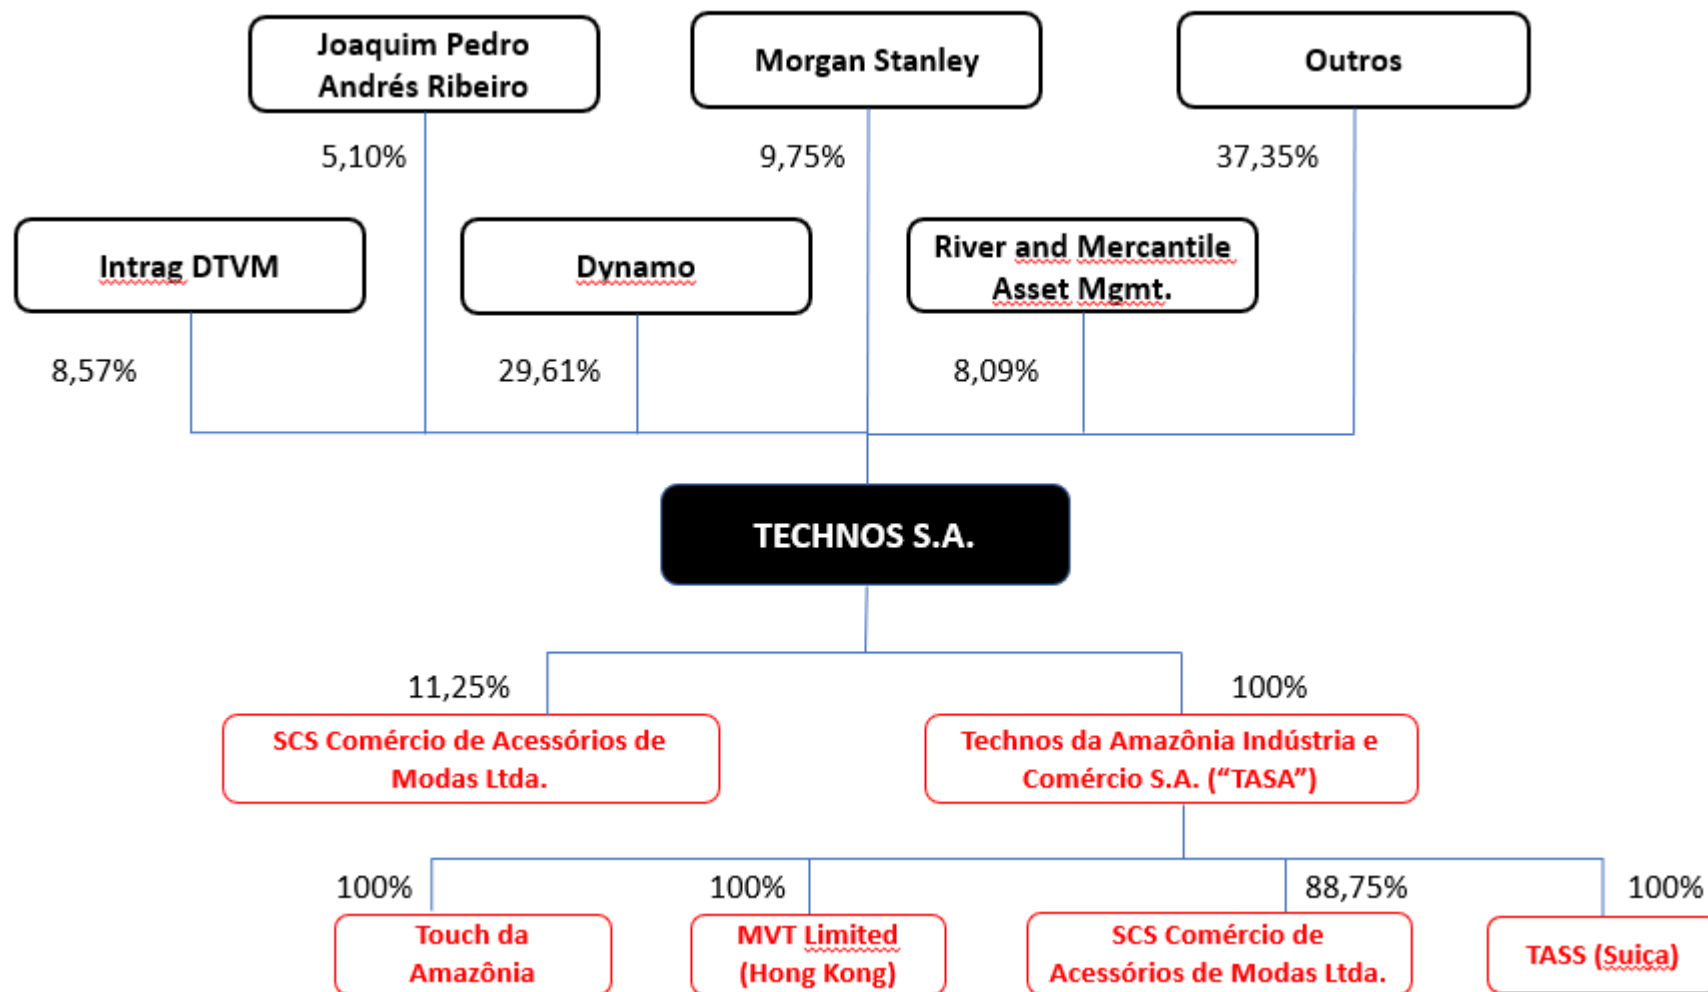 Joaquim Pedro
Andrés Ribeiro
Morgan Stanley
Outros
5,10%
9,75%
37,35%
Intrag DTVM
Dynamo
River and Mercantile
Asset Mgmt.
8,57%
29,61%
8,09%
TECHNOS S.A.
11,25%
100%
SCS Comércio de Acessórios de
Modas Ltda.
Technos da Amazônia Indústria e
Comércio S.A. (“TASA”)
100%
100%
88,75%
100%
Touch da
Amazônia
MVT Limited
(Hong Kong)
SCS Comércio de
Acessórios de Modas Ltda.
TASS (Suiça)